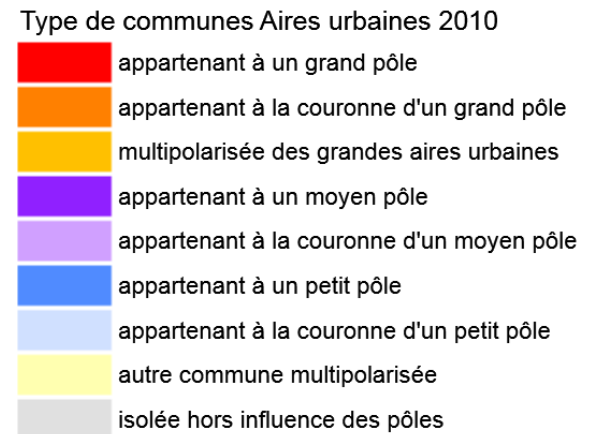 Type de communes Aires urbaines 2010
appartenant à un grand pôle
appartenant à la couronne d'un grand pôle
multipolarisée des grandes aires urbaines
appartenant à un moyen pôle
appartenant à la couronne d'un moyen pôle
appartenant à un petit pôle
appartenant à la couronne d'un petit pôle
autre commune multipolarisée
isolée hors influence des pôles